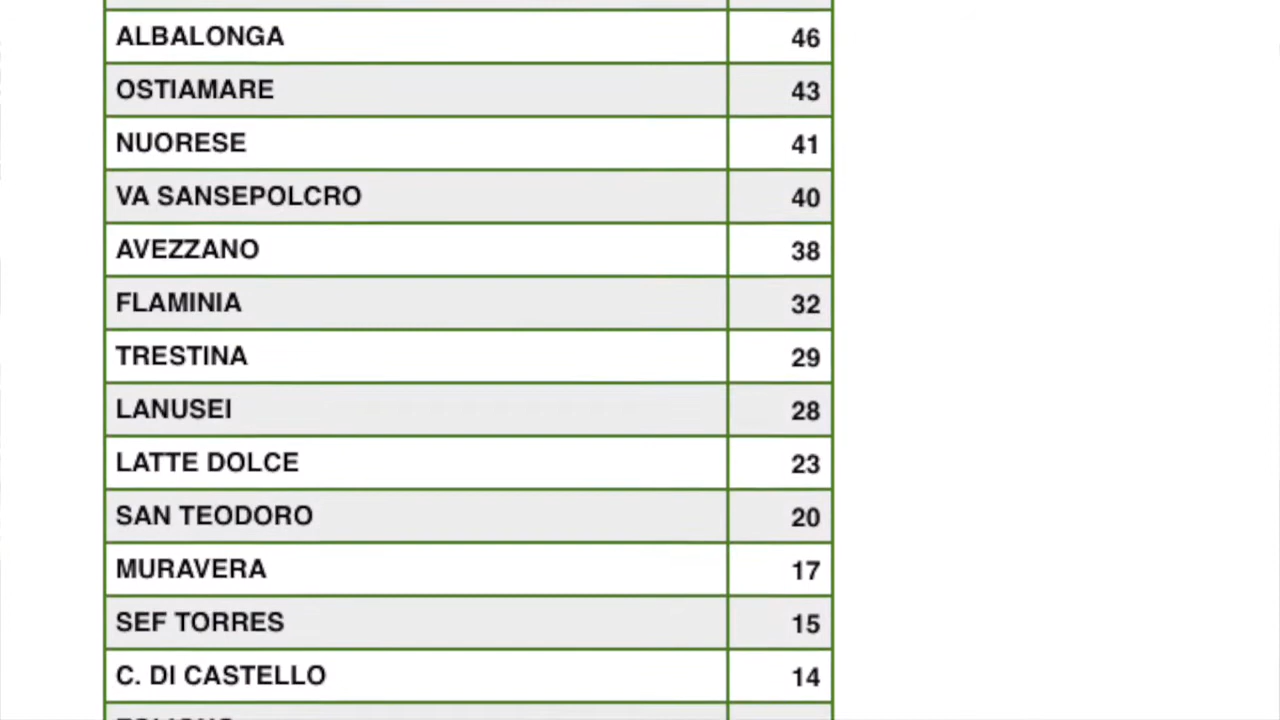 ALBALONGA 46
OSTIAMARE 43
NUORESE 41
VA SANSEPOLCRO 40
AVEZZANO 38
FLAMINIA 32
TRESTINA 29
LANUSEI 28
LATTE DOLCE 23
SAN TEODORO 20
MURAVERA 17
SEF TORRES 15
C. DI CASTELLO 14